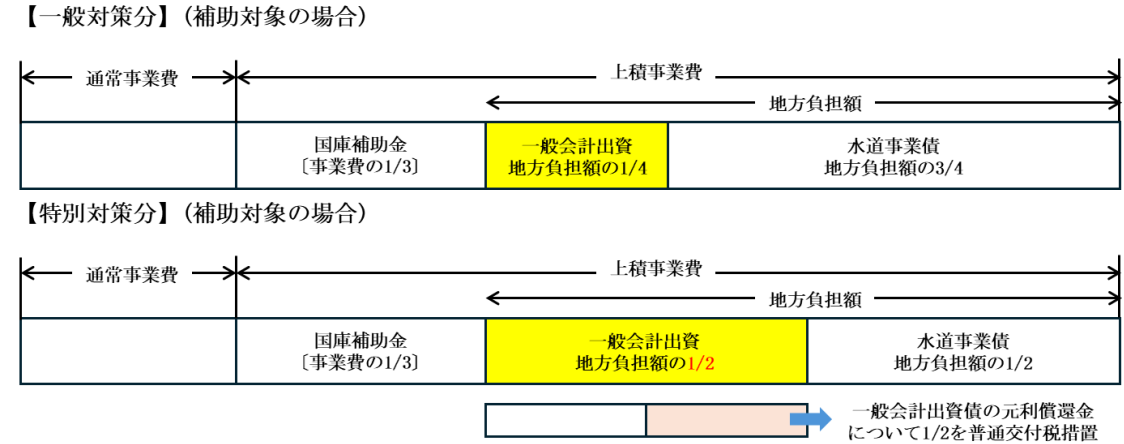 【一般対策分】(補助対象の場合)
通常事業費
上積事業費
地方負担額
国庫補助金
〔事業費の1/3〕
一般会計出資
地方負担額の1/4
水道事業債
地方負担額の3/4
【特別対策分】(補助対象の場合)
通常事業費
上積事業費
地方負担額
国庫補助金
〔事業費の1/3〕
一般会計出資
地方負担額の1/2
水道事業債
地方負担額の1/2
一般会計出資債の元利償還金
について1/2を普通交付税措置